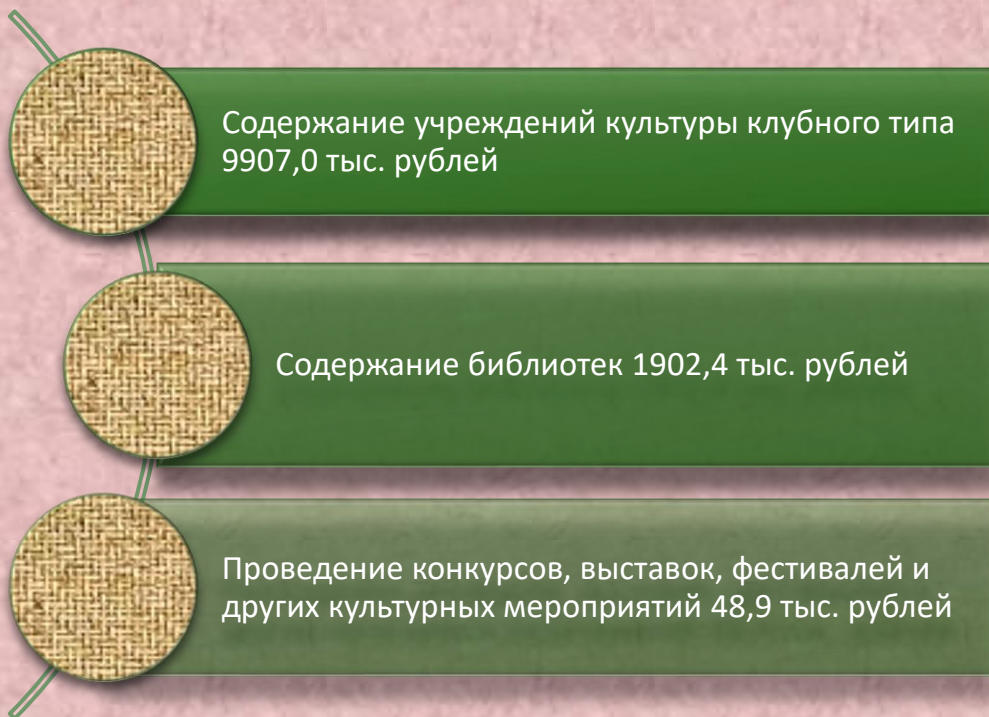 Содержание учреждений культуры клубного типа
9907,0 тыс. рублей
Содержание библиотек 1902,4 тыс. рублей
Проведение конкурсов, выставок, фестивалей и
других культурных мероприятий 48,9 тыс. рублей